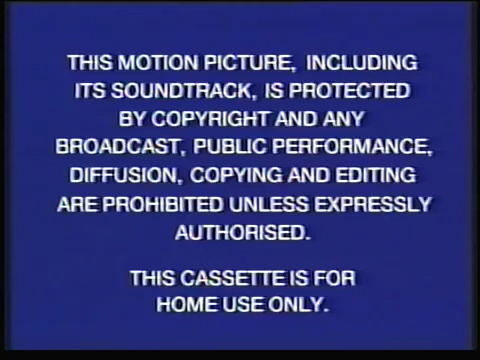 THIS MOTION PICTURE, INCLUDING
ITS SOUNDTRACK, IS PROTECTED
BY COPYRIGHT AND ANY
BROADCAST, PUBLIC PERFORMANCE,
DIFFUSION, COPYING AND EDITING
ARE PROHIBITED UNLESS EXPRESSLY
AUTHORISED.
THIS CASSETTE IS FOR
HOME USE ONLY.